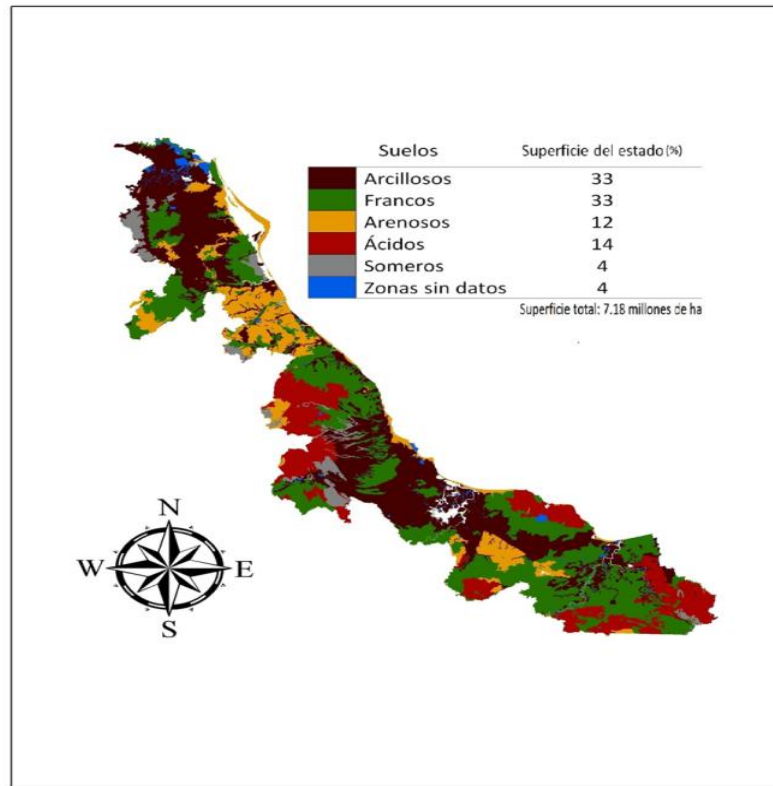 Suelos Superficie del estado (%)
Arcillosos 33
Francos 33
Arenosos 12
Ácidos 14
Someros 4
Zonas sin datos 4
Superficie total: 7.18 millones de ha
N
W E
S